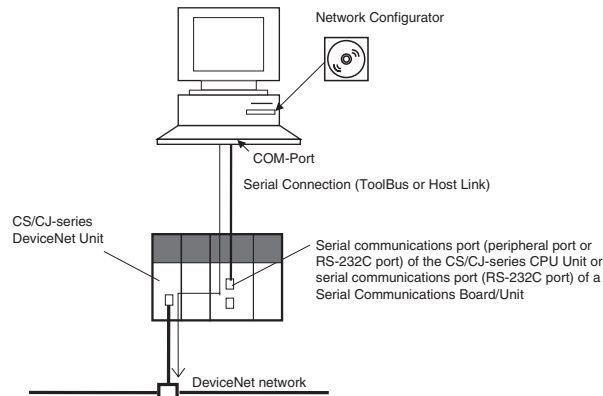 Network Configurator
COM-Port
Serial Connection (ToolBus or Host Link)
CS/CJ-series
DeviceNet Unit
Serial communications port (peripheral port or
RS-232C port) of the CS/CJ-series CPU Unit or
serial communications port (RS-232C port) of a
Serial Communications Board/Unit
DeviceNet network